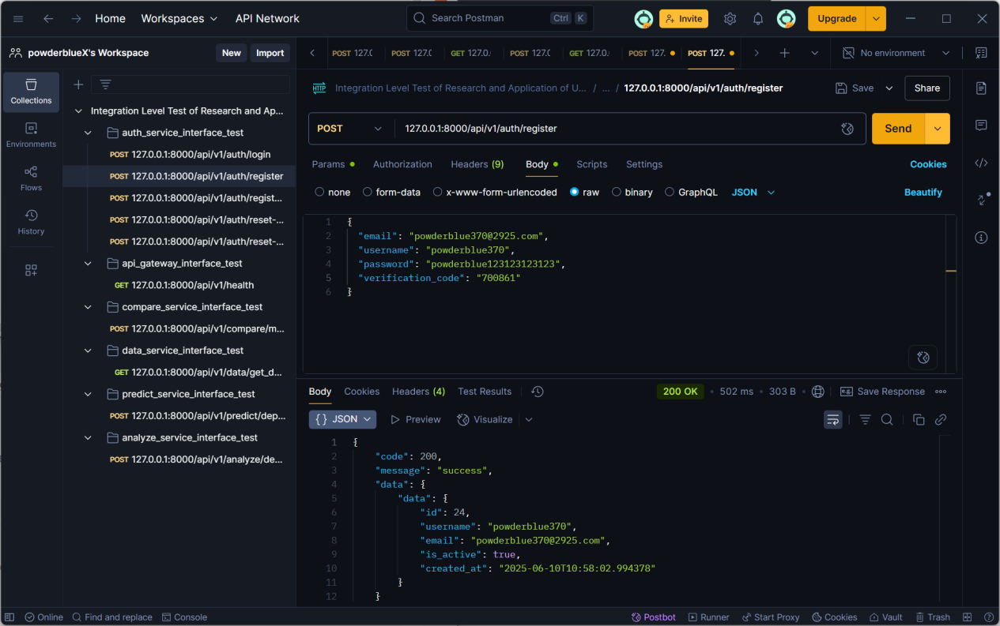 Home Workspaces API Network Search Postman Ctrl K Invite Upgrade
powderblueX's Workspace New Import POST 127.0 POST 127.0 GET 127.0. POST 127.0 GET 127.0. POST 127. POST 127. No environment
Collections
Environments
Flows
History
Integration Level Test of Research and Ap...
auth_service_interface_test
POST 127.0.0.1:8000/api/v1/auth/login
POST 127.0.0.1:8000/api/v1/auth/register
POST 127.0.0.1:8000/api/v1/auth/regist...
POST 127.0.0.1:8000/api/v1/auth/reset-...
POST 127.0.0.1:8000/api/v1/auth/reset-...
api_gateway_interface_test
GET 127.0.0.1:8000/api/v1/health
compare_service_interface_test
POST 127.0.0.1:8000/api/v1/compare/m...
data_service_interface_test
GET 127.0.0.1:8000/api/v1/data/get_d...
predict_service_interface_test
POST 127.0.0.1:8000/api/v1/predict/dep...
analyze_service_interface_test
POST 127.0.0.1:8000/api/v1/analyze/de...
HTTP Integration Level Test of Research and Application of U... / ... / 127.0.0.1:8000/api/v1/auth/register Save Share
POST 127.0.0.1:8000/api/v1/auth/register Send
Params Authorization Headers (9) Body Scripts Settings Cookies
none form-data x-www-form-urlencoded raw binary GraphQL JSON Beautify
1 {
2 "email": "powderblue370@2925.com",
3 "username": "powderblue370",
4 "password": "powderblue123123123123",
5 "verification_code": "700861"
6 }
Body Cookies Headers (4) Test Results 200 OK • 502 ms • 303 B • e.g. Save Response
{} JSON Preview Visualize
1 {
2 "code": 200,
3 "message": "success",
4 "data": {
5 "data": {
6 "id": 24,
7 "username": "powderblue370",
8 "email": "powderblue370@2925.com",
9 "is_active": true,
10 "created_at": "2025-06-10T10:58:02.994378"
11 }
12 }
Online Find and replace Console Postbot Runner Start Proxy Cookies Vault Trash